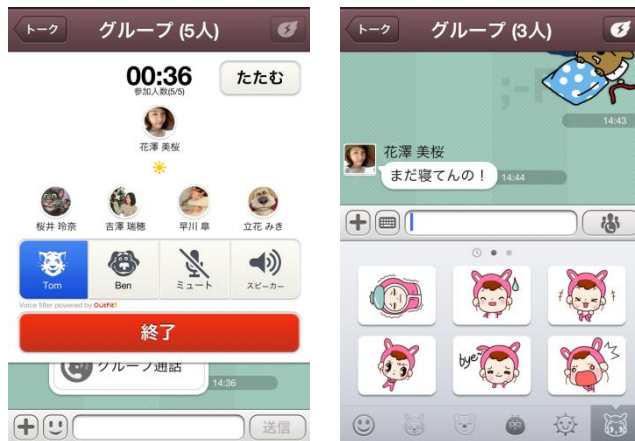 トーク
グループ (5人)
00:36
参加人数(5/5)
たたむ
花澤 美桜
桜井 玲奈
吉澤 瑞穂
早川 皐
立花 みき
Tom
Ben
ミュート
スピーカー
Voice filter powered by OutFit7
終了
グループ通話
14:36
送信
トーク
グループ (3人)
;-P
14:43
花澤 美桜
まだ寝てんの！
14:44
bye~